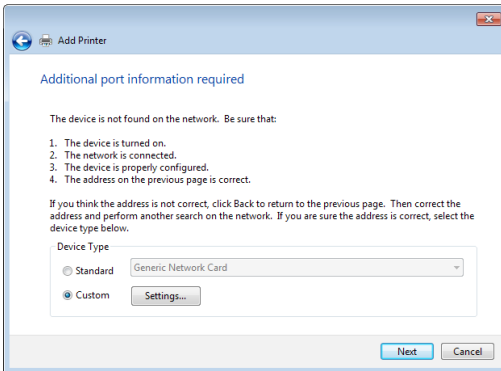 Add Printer
Additional port information required
The device is not found on the network. Be sure that:
1. The device is turned on.
2. The network is connected.
3. The device is properly configured.
4. The address on the previous page is correct.
If you think the address is not correct, click Back to return to the previous page. Then correct the
address and perform another search on the network. If you are sure the address is correct, select the
device type below.
Device Type
Standard Generic Network Card
Custom Settings...
Next Cancel